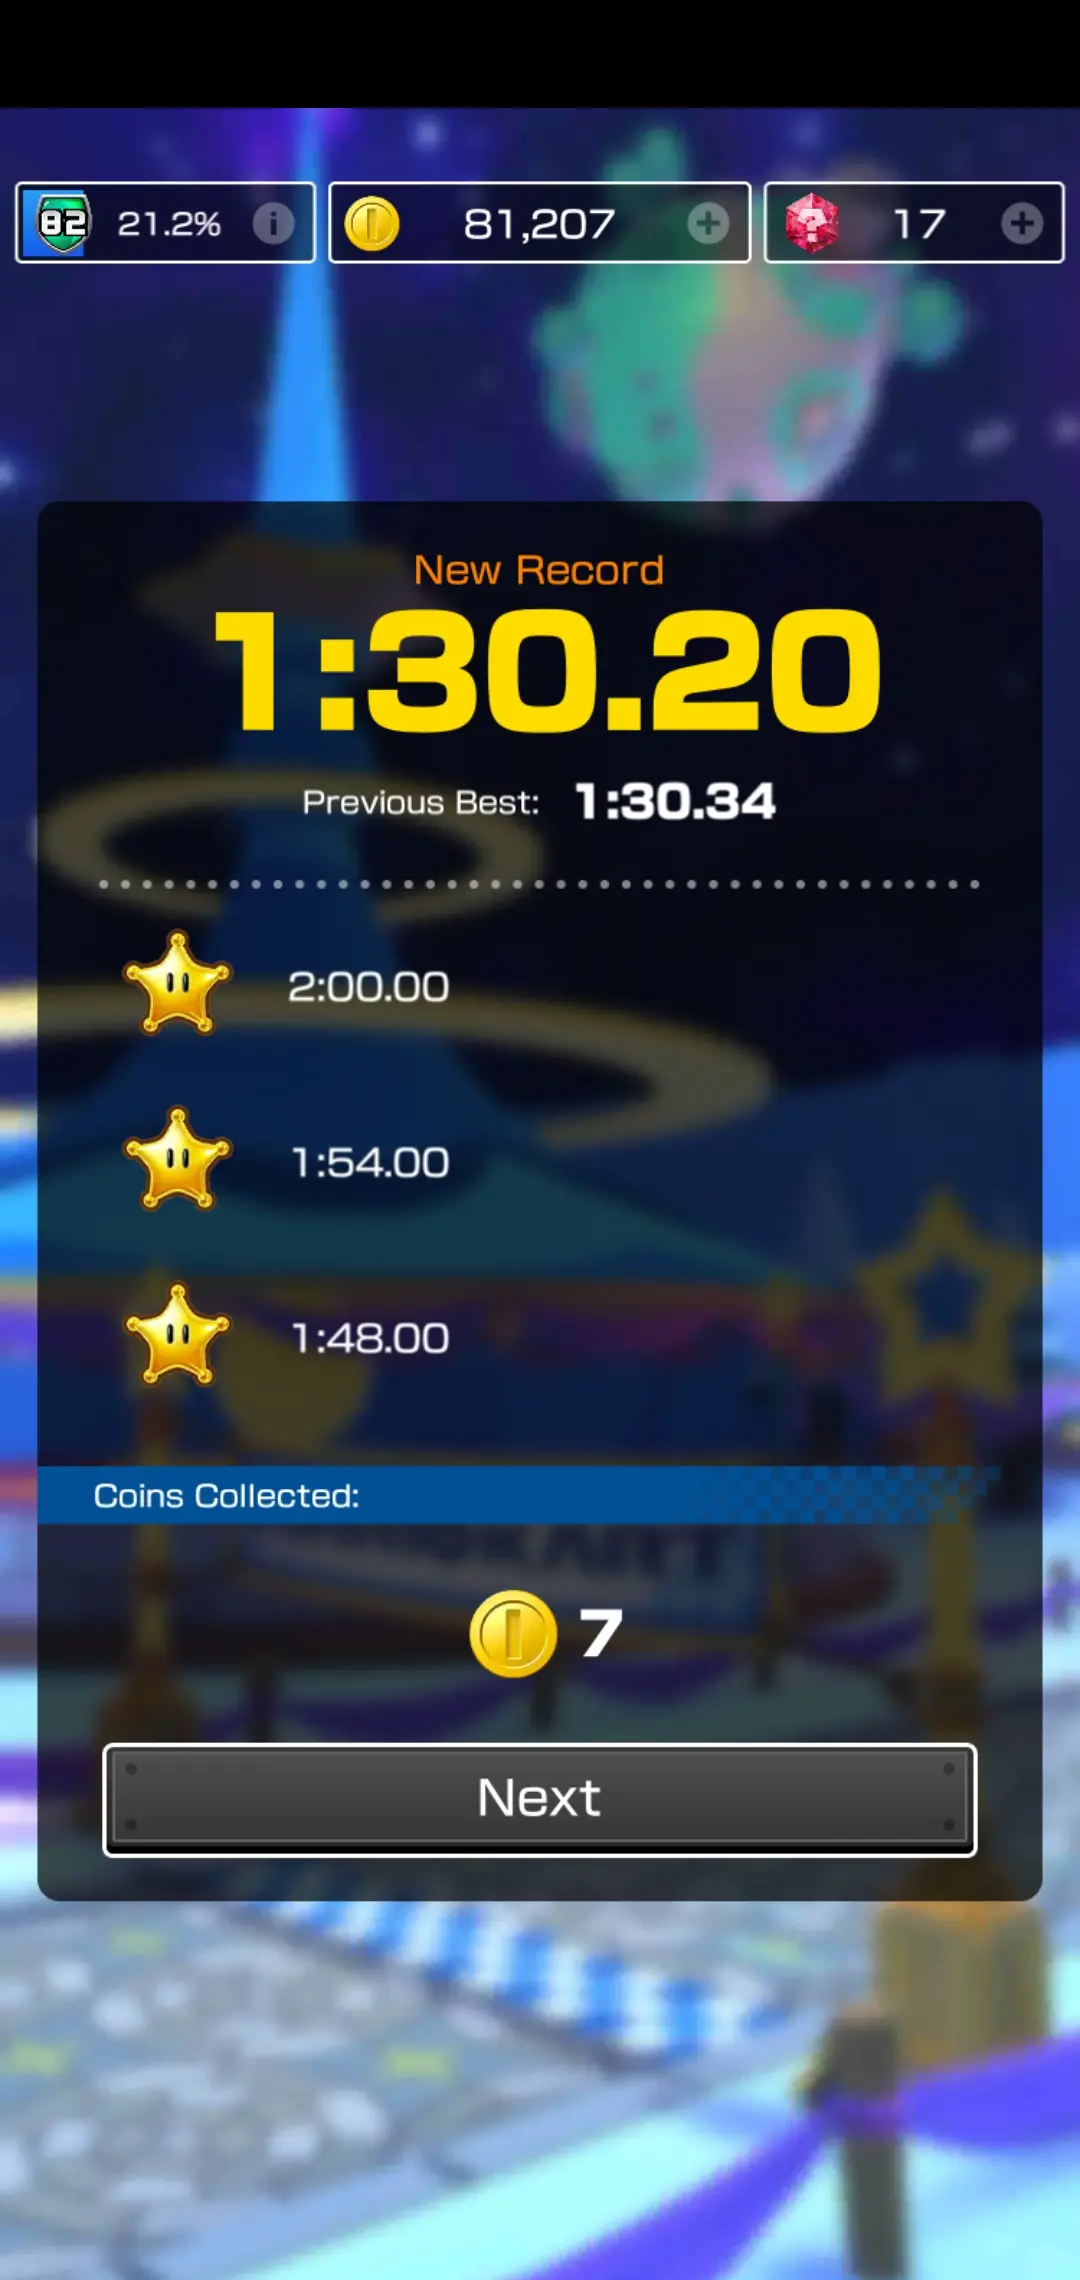 82 21.2% i 81,207 + 17 +
New Record
1:30.20
Previous Best: 1:30.34
2:00.00
1:54.00
1:48.00
Coins Collected:
7
Next